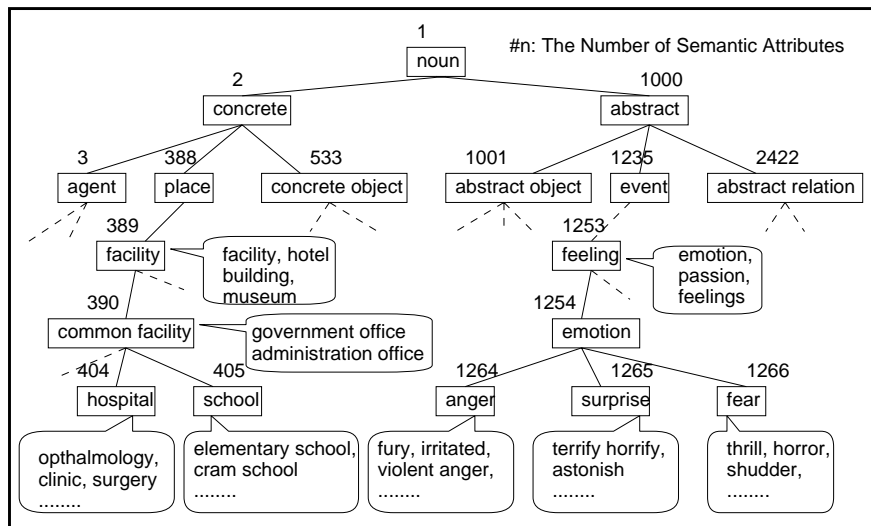 1
#n: The Number of Semantic Attributes
noun
2
1000
concrete
abstract
3
388
533
1001
1235
2422
agent
place
concrete object
abstract object
event
abstract relation
389
1253
facility
facility, hotel
building,
museum
feeling
emotion,
passion,
feelings
390
1254
common facility
government office
administration office
emotion
404
405
1264
1265
1266
hospital
school
anger
surprise
fear
opthalmology,
clinic, surgery
........
elementary school,
cram school
........
fury, irritated,
violent anger,
........
terrify horrify,
astonish
........
thrill, horror,
shudder,
........